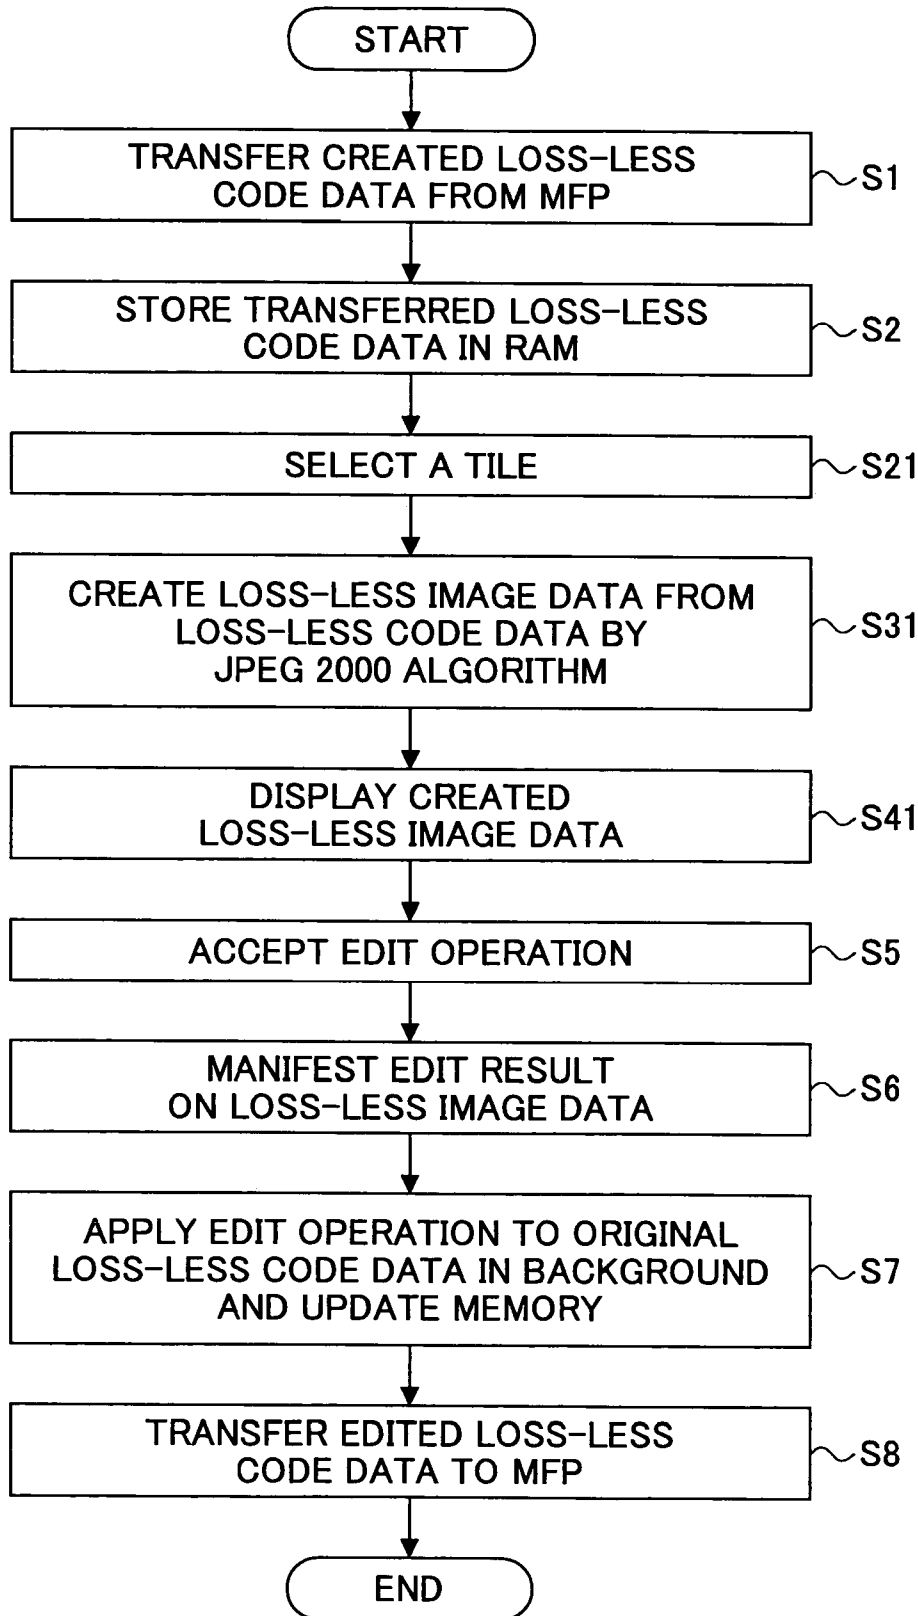 START
TRANSFER CREATED LOSS-LESS
CODE DATA FROM MFP
S1
STORE TRANSFERRED LOSS-LESS
CODE DATA IN RAM
S2
SELECT A TILE
S21
CREATE LOSS-LESS IMAGE DATA FROM
LOSS-LESS CODE DATA BY
JPEG 2000 ALGORITHM
S31
DISPLAY CREATED
LOSS-LESS IMAGE DATA
S41
ACCEPT EDIT OPERATION
S5
MANIFEST EDIT RESULT
ON LOSS-LESS IMAGE DATA
S6
APPLY EDIT OPERATION TO ORIGINAL
LOSS-LESS CODE DATA IN BACKGROUND
AND UPDATE MEMORY
S7
TRANSFER EDITED LOSS-LESS
CODE DATA TO MFP
S8
END